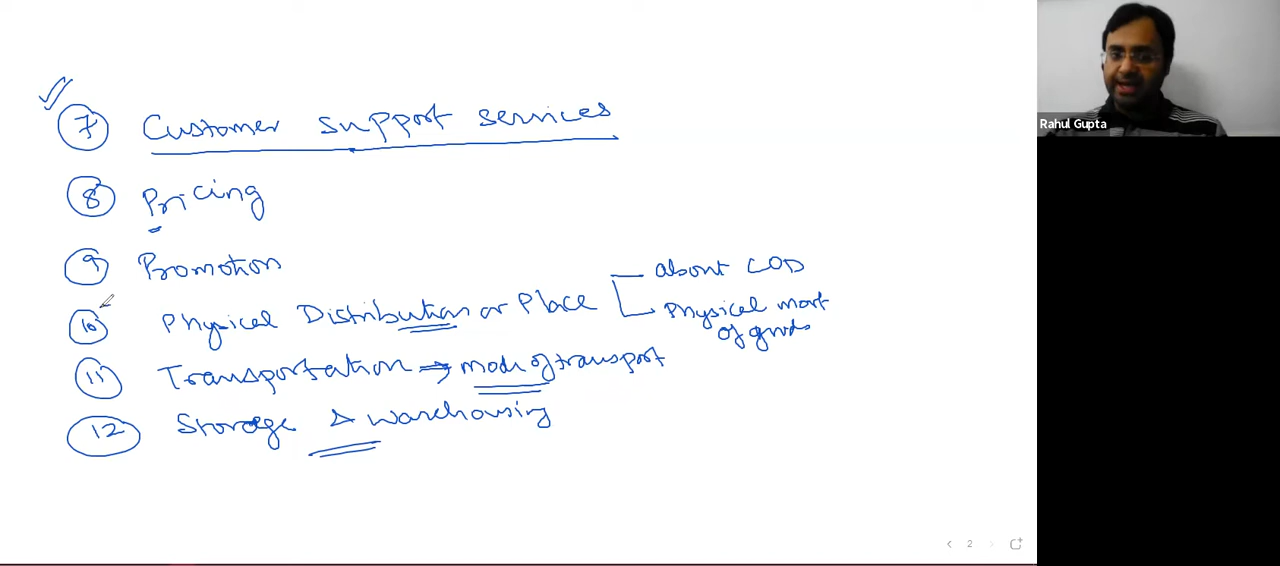 7 Customer support services
8 Pricing
9 Promotion
10 Physical Distribution or Place
about COD
Physical mvmt
of goods
11 Transportation → mode of transport
12 Storage & warehousing
Rahul Gupta
2